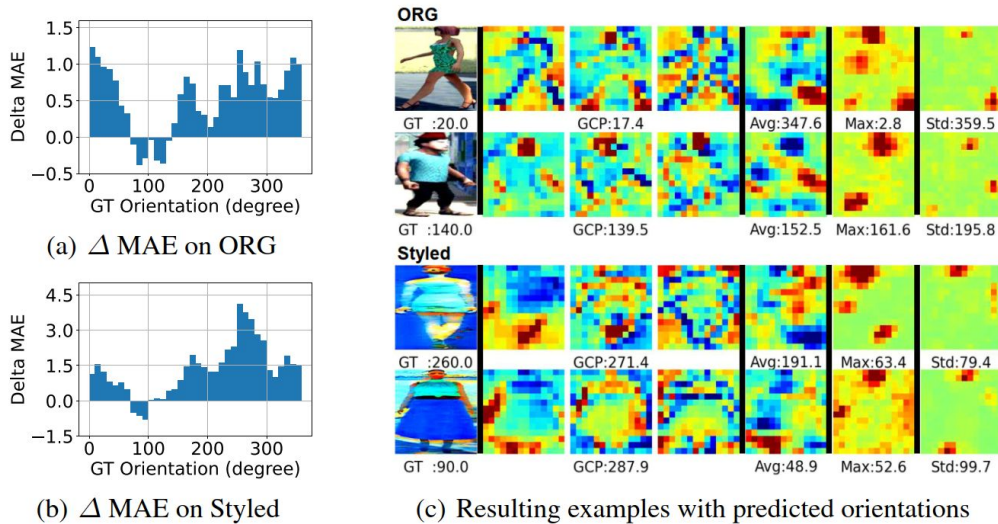 1.5
1.0
0.5
0.0
−0.5
Delta MAE
0 100 200 300
GT Orientation (degree)
(a) Δ MAE on ORG
4.5
3.0
1.5
0.0
−1.5
Delta MAE
0 100 200 300
GT Orientation (degree)
(b) Δ MAE on Styled
ORG
GT :20.0 GCP:17.4 Avg:347.6 Max:2.8 Std:359.5
GT :140.0 GCP:139.5 Avg:152.5 Max:161.6 Std:195.8
Styled
GT :260.0 GCP:271.4 Avg:191.1 Max:63.4 Std:79.4
GT :90.0 GCP:287.9 Avg:48.9 Max:52.6 Std:99.7
(c) Resulting examples with predicted orientations